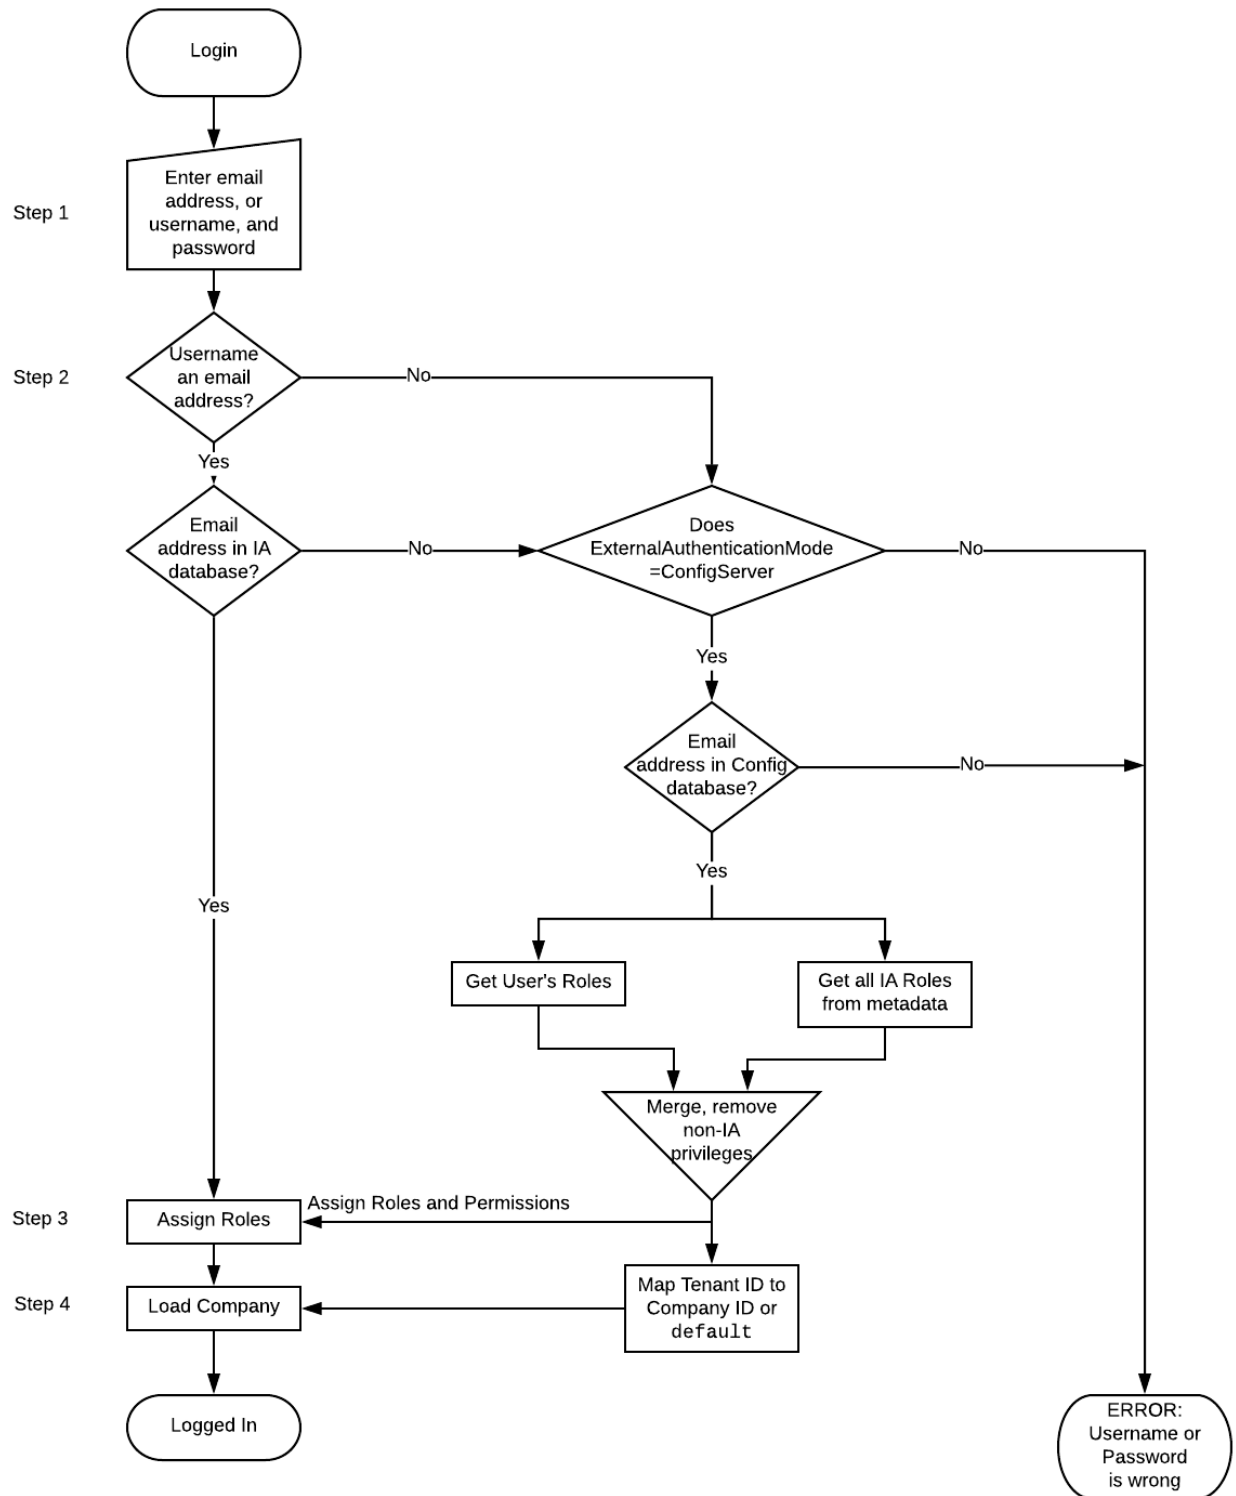 Login
Step 1
Enter email
address, or
username, and
password
Step 2
Username
an email
address?
No
Yes
Email
address in IA
database?
No
Does
ExternalAuthenticationMode
=ConfigServer
No
Yes
Email
address in Config
database?
No
Yes
Yes
Get User's Roles
Get all IA Roles
from metadata
Merge, remove
non-IA
privileges
Step 3
Assign Roles
Assign Roles and Permissions
Step 4
Load Company
Map Tenant ID to
Company ID or
default
Logged In
ERROR:
Username or
Password
is wrong